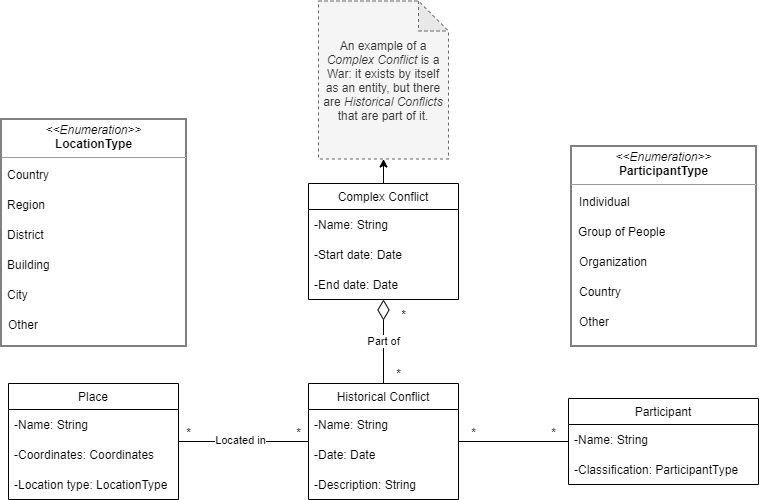 An example of a
Complex Conflict is a
War: it exists by itself
as an entity, but there
are Historical Conflicts
that are part of it.
<<Enumeration>>
LocationType
Country
Region
District
Building
City
Other
<<Enumeration>>
ParticipantType
Individual
Group of People
Organization
Country
Other
Complex Conflict
-Name: String
-Start date: Date
-End date: Date
*
Part of
*
Place
-Name: String
-Coordinates: Coordinates
-Location type: LocationType
*
Located in
*
Historical Conflict
-Name: String
-Date: Date
-Description: String
*
*
Participant
-Name: String
-Classification: ParticipantType